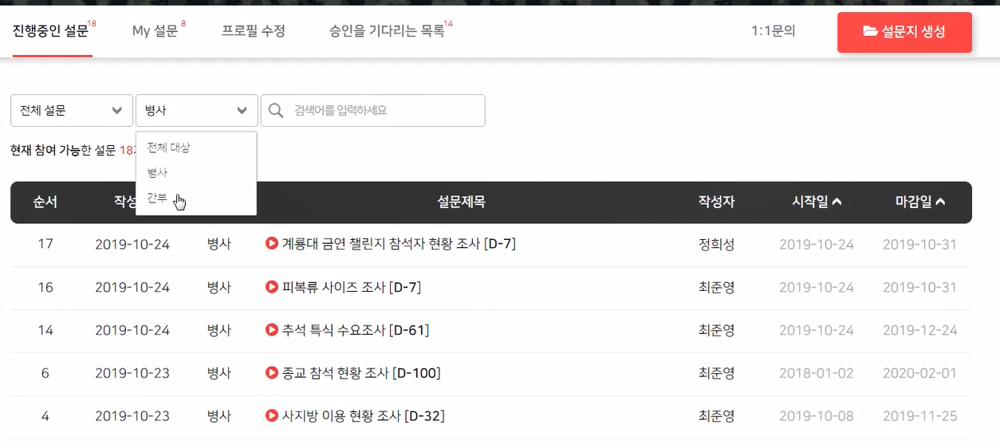 진행중인 설문 18 My 설문 8 프로필 수정 승인을 기다리는 목록 14 1:1문의 설문지 생성
전체 설문 병사 검색어를 입력하세요
현재 참여 가능한 설문 18
전체 대상
병사
간부
순서 작성 설문제목 작성자 시작일 마감일
17 2019-10-24 병사 계룡대 금연 챌린지 참석자 현황 조사 [D-7] 정희성 2019-10-24 2019-10-31
16 2019-10-24 병사 피복류 사이즈 조사 [D-7] 최준영 2019-10-24 2019-10-31
14 2019-10-24 병사 추석 특식 수요조사 [D-61] 최준영 2019-10-24 2019-12-24
6 2019-10-23 병사 종교 참석 현황 조사 [D-100] 최준영 2018-01-02 2020-02-01
4 2019-10-23 병사 사지방 이용 현황 조사 [D-32] 최준영 2019-10-08 2019-11-25